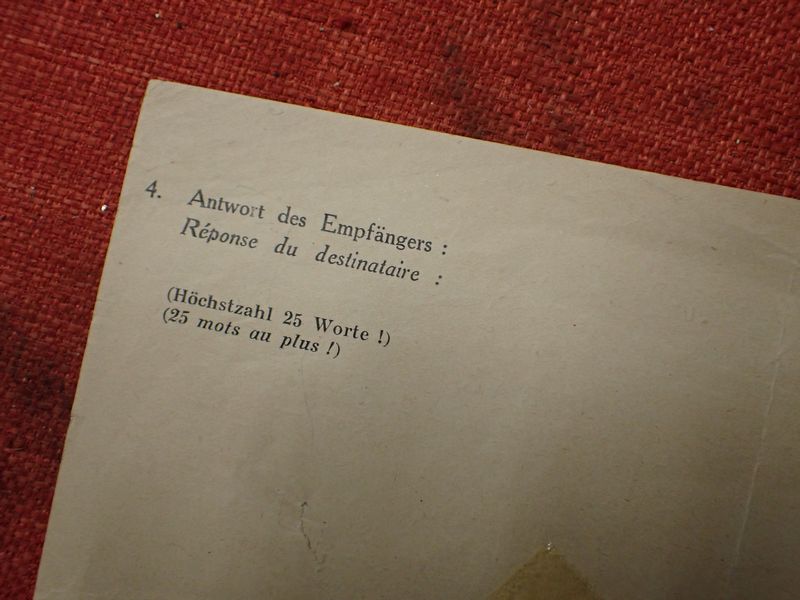 4. Antwort des Empfängers :
Réponse du destinataire :
(Höchstzahl 25 Worte !)
(25 mots au plus !)